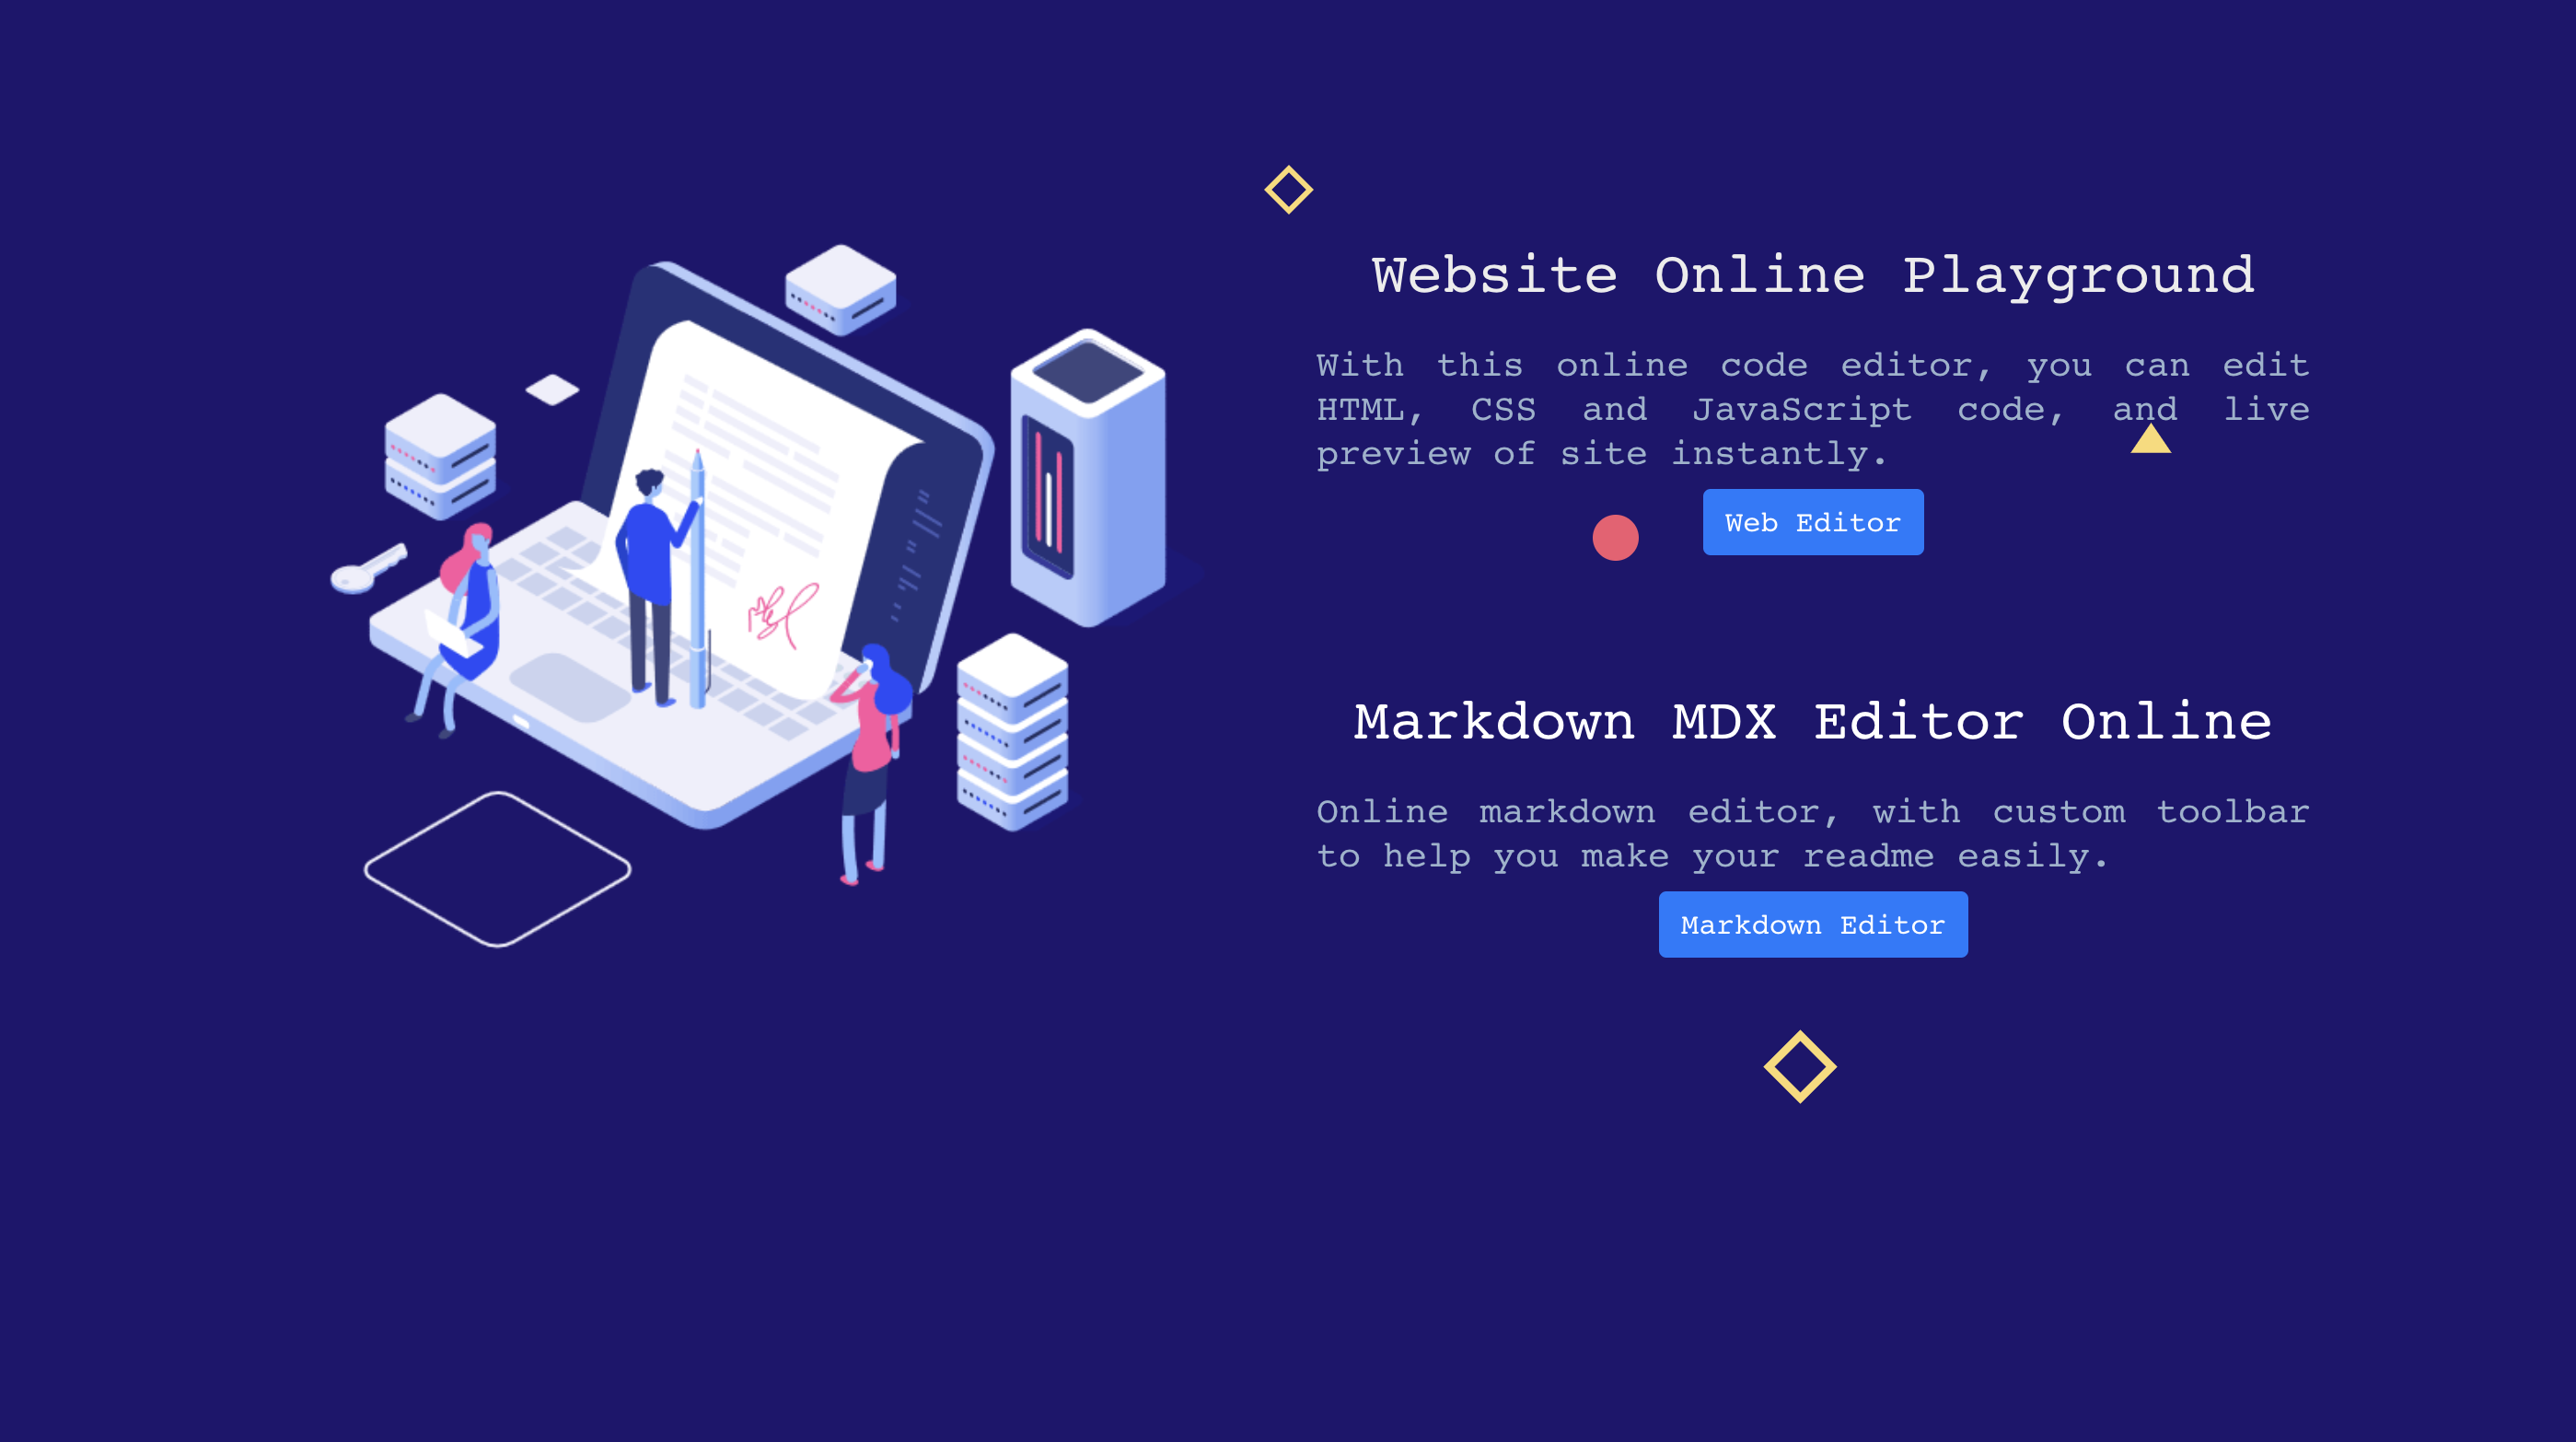 Website Online Playground
With this online code editor, you can edit
HTML, CSS and JavaScript code, and live
preview of site instantly.
Web Editor
Markdown MDX Editor Online
Online markdown editor, with custom toolbar
to help you make your readme easily.
Markdown Editor